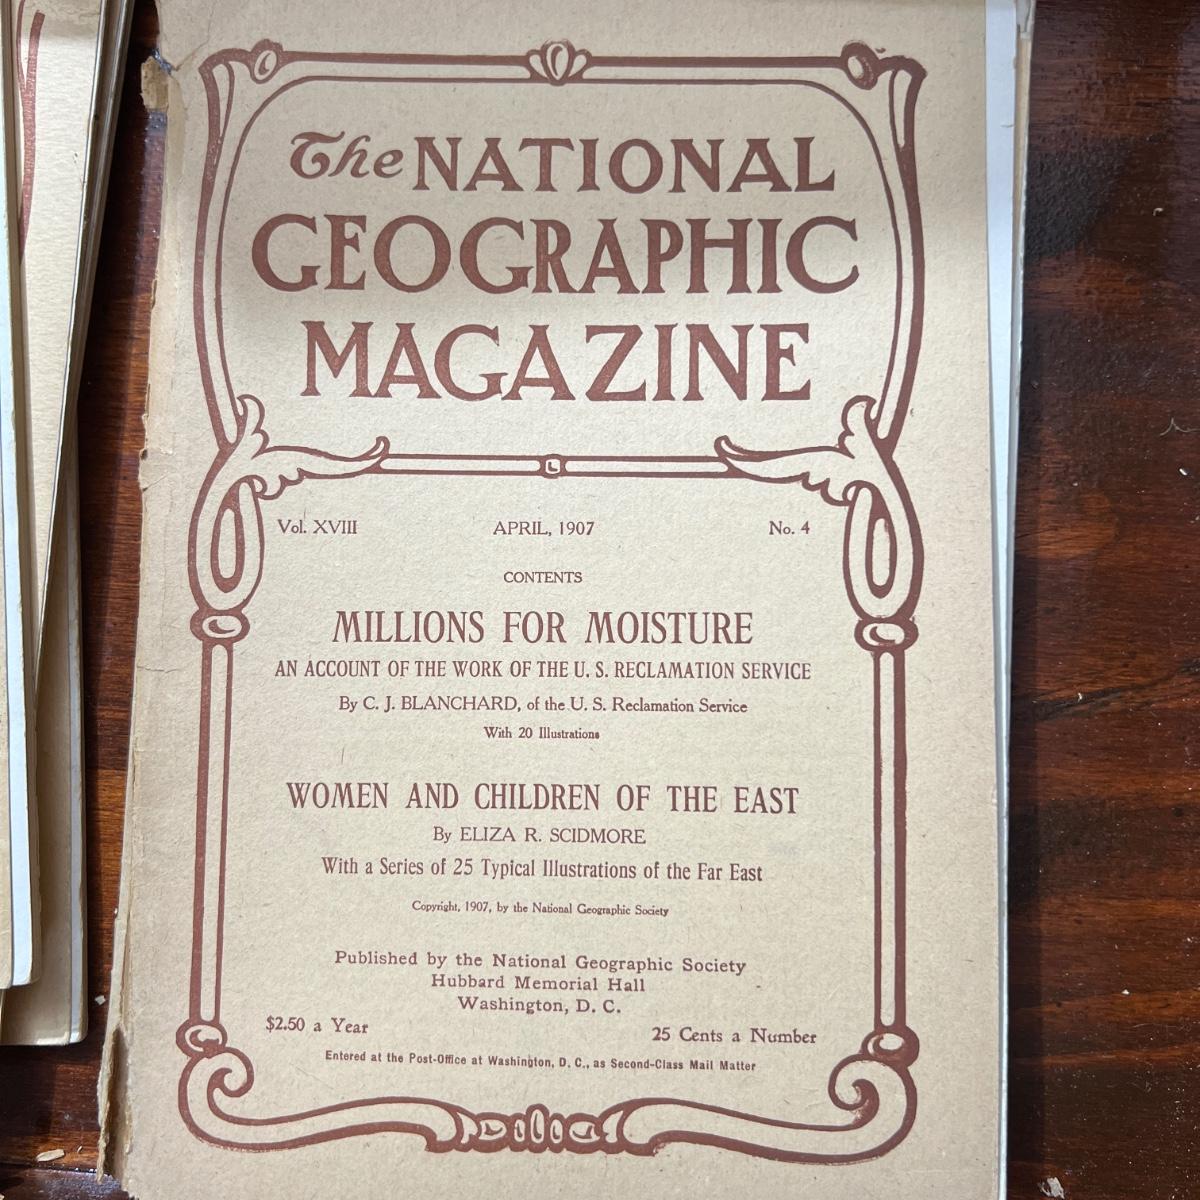 The NATIONAL
GEOGRAPHIC
MAGAZINE
Vol. XVIII APRIL, 1907 No. 4
CONTENTS
MILLIONS FOR MOISTURE
AN ACCOUNT OF THE WORK OF THE U. S. RECLAMATION SERVICE
By C. J. BLANCHARD, of the U. S. Reclamation Service
With 20 Illustrations
WOMEN AND CHILDREN OF THE EAST
By ELIZA R. SCIDMORE
With a Series of 25 Typical Illustrations of the Far East
Copyright, 1907, by the National Geographic Society
Published by the National Geographic Society
Hubbard Memorial Hall
Washington, D. C.
$2.50 a Year 25 Cents a Number
Entered at the Post-Office at Washington, D. C., as Second-Class Mail Matter